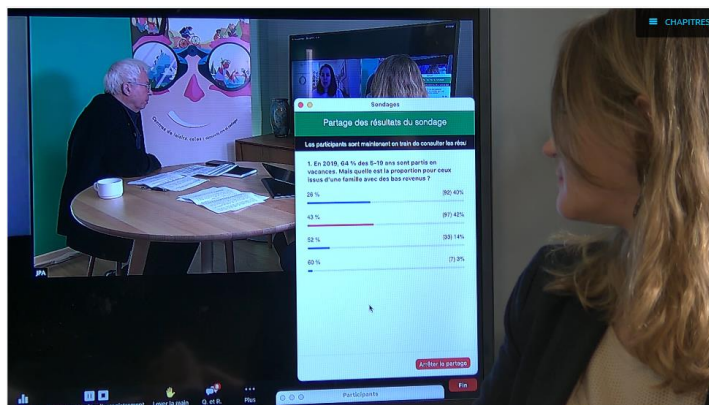 CHAPITRES
Sondages
Partage des résultats du sondage
Les participants sont maintenant en train de consulter les résu
1. En 2019, 64 % des 5-19 ans sont partis en
vacances. Mais quelle est la proportion pour ceux
issus d'une famille avec des bas revenus ?
26 % (92) 40%
43 % (97) 42%
52 % (33) 14%
60 % (7) 3%
JPA
Arrêter le partage
Fin
Lever la main
Q. et R.
Plus
Participants